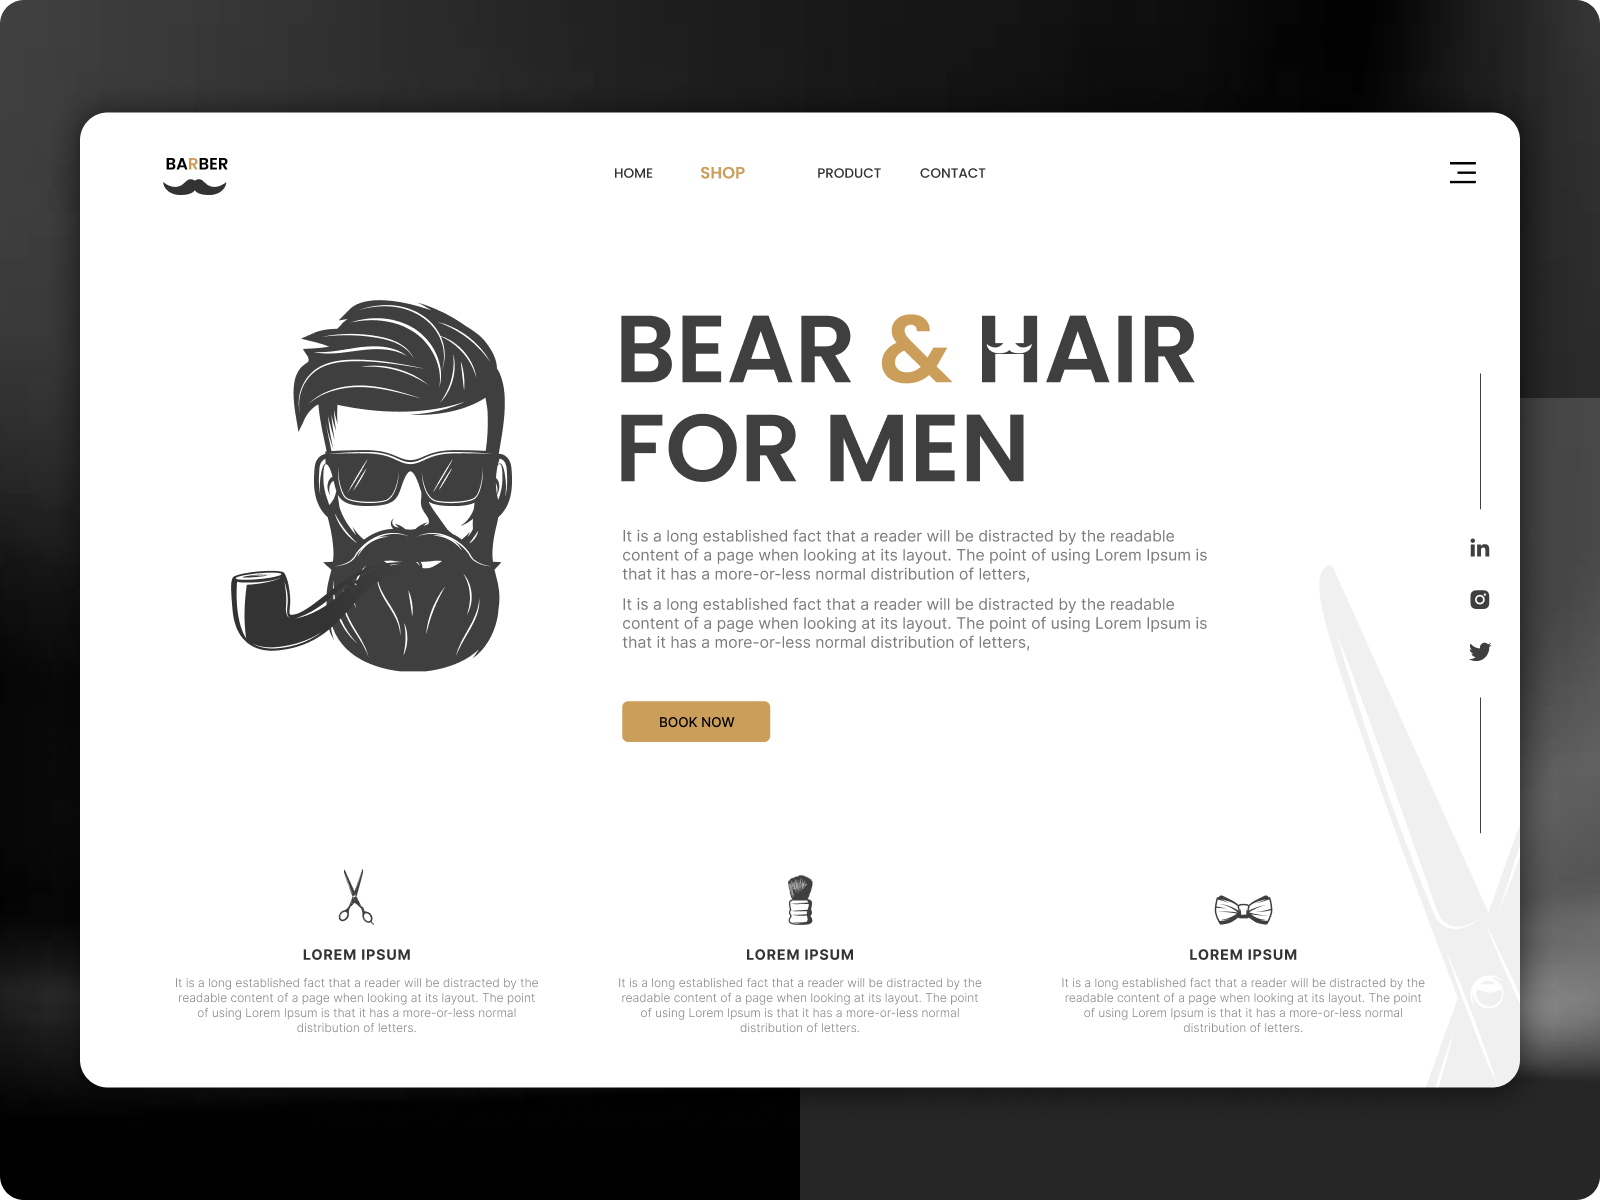 BARBER
HOME SHOP PRODUCT CONTACT
BEAR & HAIR
FOR MEN
It is a long established fact that a reader will be distracted by the readable
content of a page when looking at its layout. The point of using Lorem Ipsum is
that it has a more-or-less normal distribution of letters,
It is a long established fact that a reader will be distracted by the readable
content of a page when looking at its layout. The point of using Lorem Ipsum is
that it has a more-or-less normal distribution of letters,
in
BOOK NOW
LOREM IPSUM
It is a long established fact that a reader will be distracted by the
readable content of a page when looking at its layout. The point
of using Lorem Ipsum is that it has a more-or-less normal
distribution of letters.
LOREM IPSUM
It is a long established fact that a reader will be distracted by the
readable content of a page when looking at its layout. The point
of using Lorem Ipsum is that it has a more-or-less normal
distribution of letters.
LOREM IPSUM
It is a long established fact that a reader will be distracted by the
readable content of a page when looking at its layout. The point
of using Lorem Ipsum is that it has a more-or-less normal
distribution of letters.